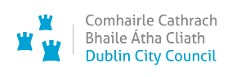 Comhairle Cathrach
Bhaile Átha Cliath
Dublin City Council